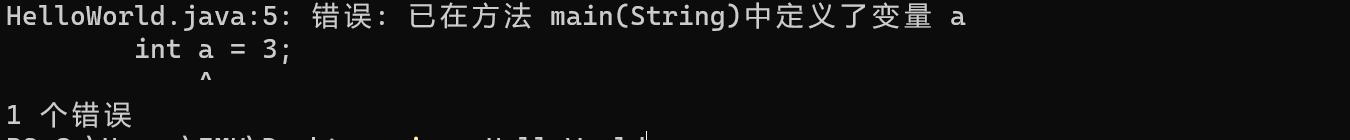 HelloWorld.java:5: 错误: 已在方法 main(String)中定义了变量 a
int a = 3;
^
1 个错误